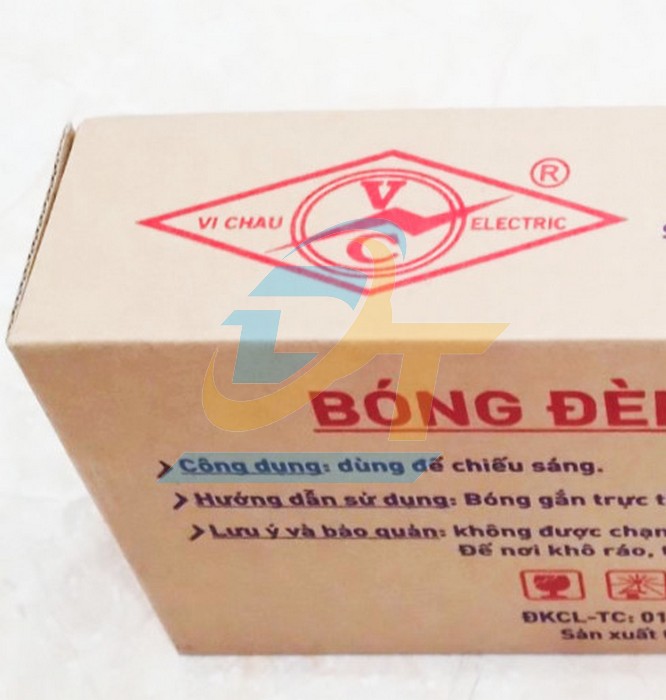 ®
V
VI CHAU
ELECTRIC
C
BÓNG ĐÈ
Công dụng: dùng để chiếu sáng.
Hướng dẫn sử dụng: Bóng gắn trực t
Lưu ý và bảo quản: không được chạm
Để nơi khô ráo,
ĐKCL-TC: 01
Sản xuất